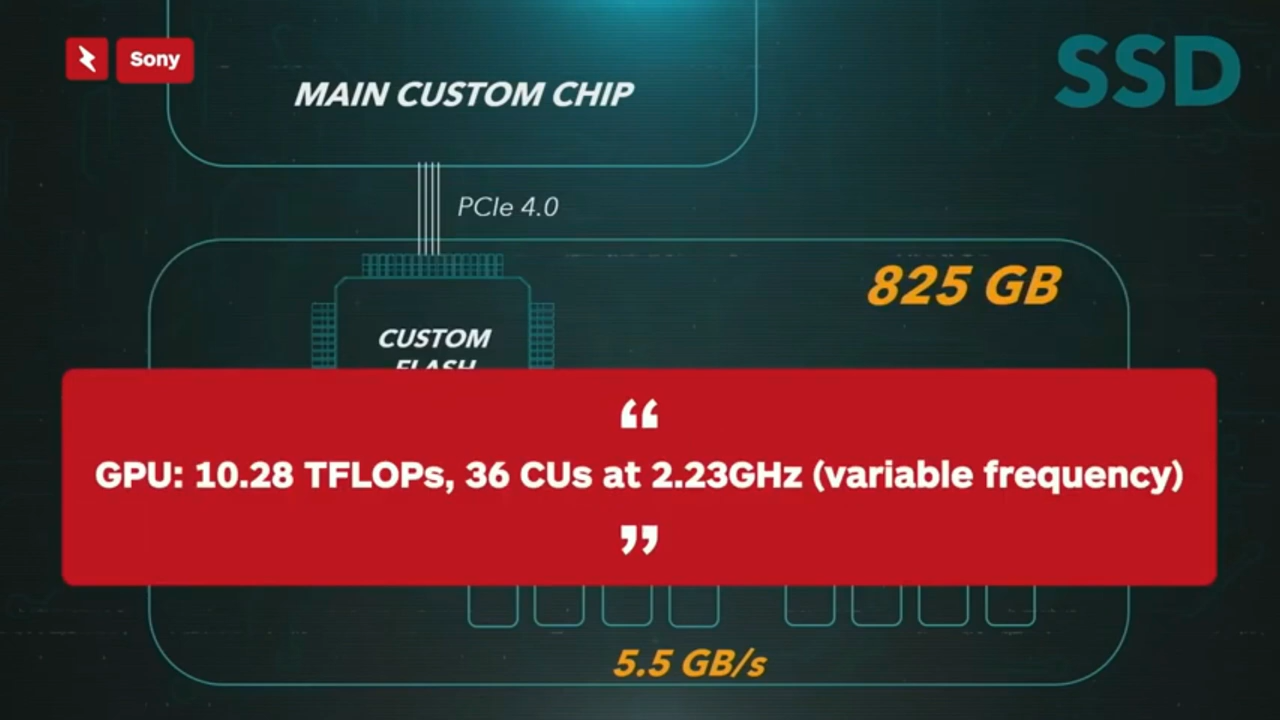 Sony
SSD
MAIN CUSTOM CHIP
PCIe 4.0
825 GB
CUSTOM
FLASH
“
GPU: 10.28 TFLOPs, 36 CUs at 2.23GHz (variable frequency)
”
5.5 GB/s